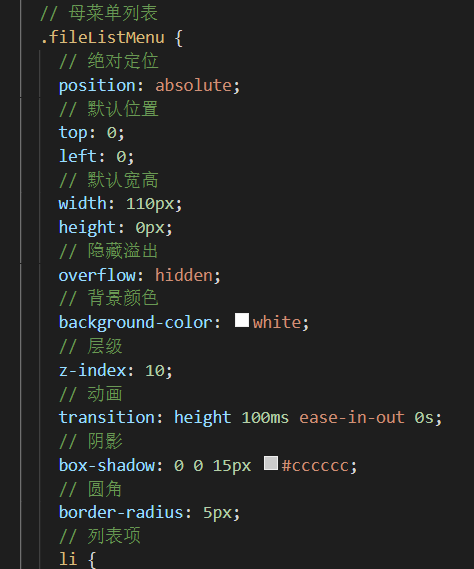 // 母菜单列表
.fileListMenu {
// 绝对定位
position: absolute;
// 默认位置
top: 0;
left: 0;
// 默认宽高
width: 110px;
height: 0px;
// 隐藏溢出
overflow: hidden;
// 背景颜色
background-color: white;
// 层级
z-index: 10;
// 动画
transition: height 100ms ease-in-out 0s;
// 阴影
box-shadow: 0 0 15px #cccccc;
// 圆角
border-radius: 5px;
// 列表项
li {